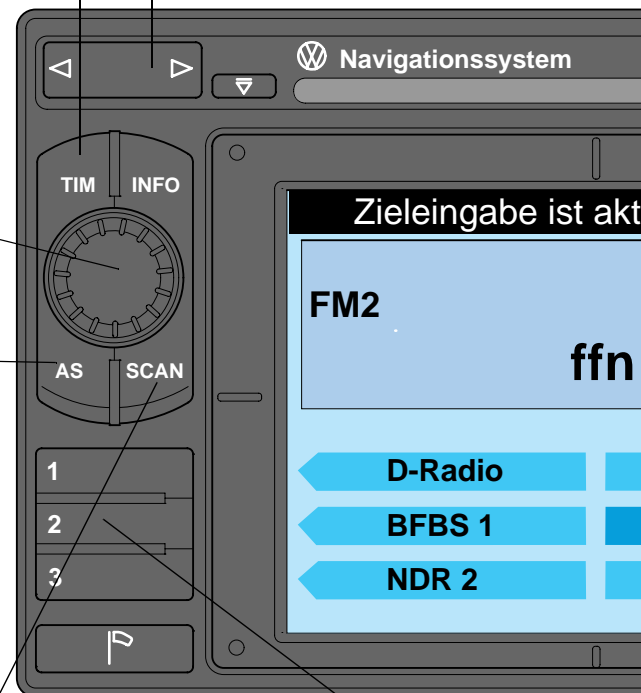 Navigationssystem
TIM INFO
Zieleingabe ist akt
FM2
ffn
AS SCAN
1
D-Radio
2
BFBS 1
3
NDR 2